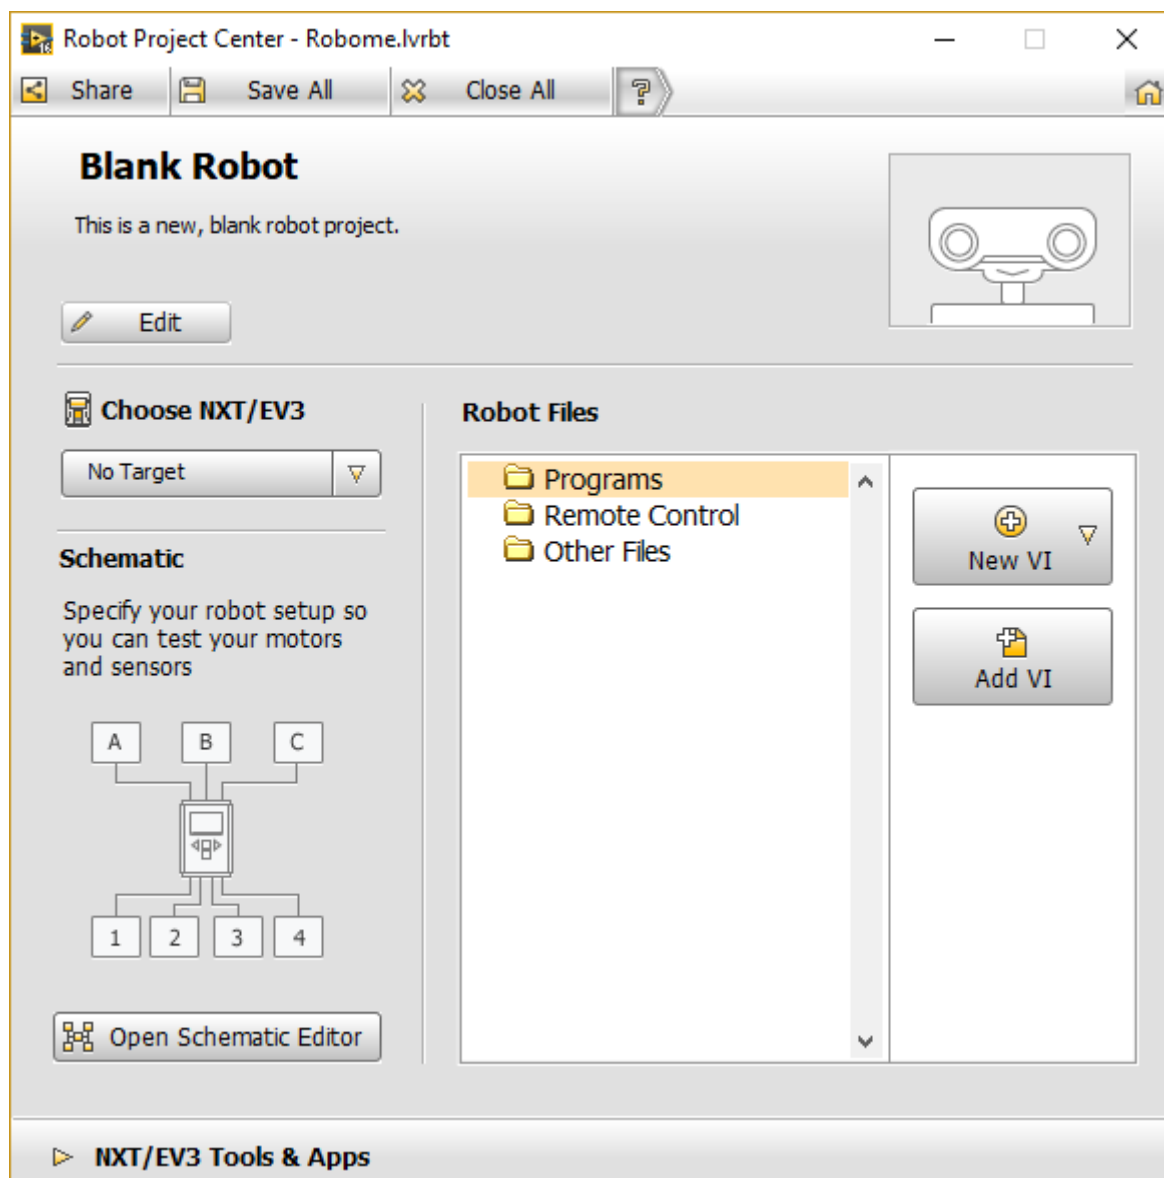 Robot Project Center - Robome.lvrbt
Share Save All Close All ?
Blank Robot
This is a new, blank robot project.
Edit
Choose NXT/EV3
No Target
Schematic
Specify your robot setup so
you can test your motors
and sensors
A B C
1 2 3 4
Open Schematic Editor
Robot Files
Programs
Remote Control
Other Files
New VI
Add VI
NXT/EV3 Tools & Apps